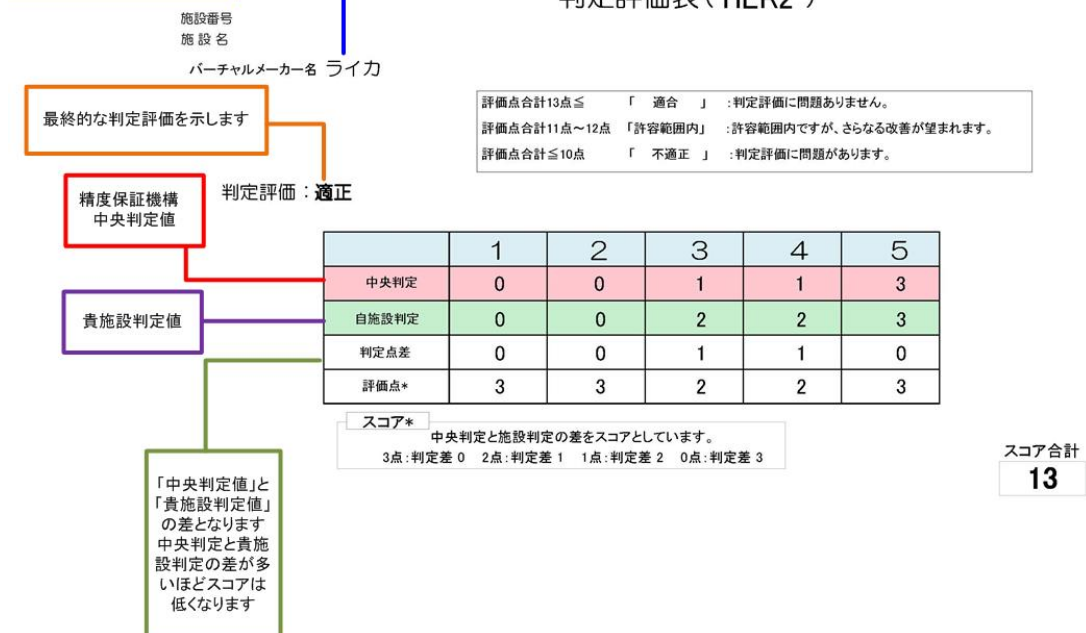 判定評価表(HER2 )
施設番号
施 設 名
バーチャルメーカー名 ライカ
最終的な判定評価を示します
評価点合計13点≦ 「 適合 」 :判定評価に問題ありません。
評価点合計11点～12点 「許容範囲内」 :許容範囲内ですが、さらなる改善が望まれます。
評価点合計≦10点 「 不適正 」 :判定評価に問題があります。
精度保証機構
中央判定値
判定評価:適正
1 2 3 4 5
中央判定 0 0 1 1 3
貴施設判定値
自施設判定 0 0 2 2 3
判定点差 0 0 1 1 0
評価点* 3 3 2 2 3
スコア*
中央判定と施設判定の差をスコアとしています。
3点:判定差 0 2点:判定差 1 1点:判定差 2 0点:判定差 3
スコア合計
13
「中央判定値」と
「貴施設判定値」
の差となります
中央判定と貴施
設判定の差が多
いほどスコアは
低くなります